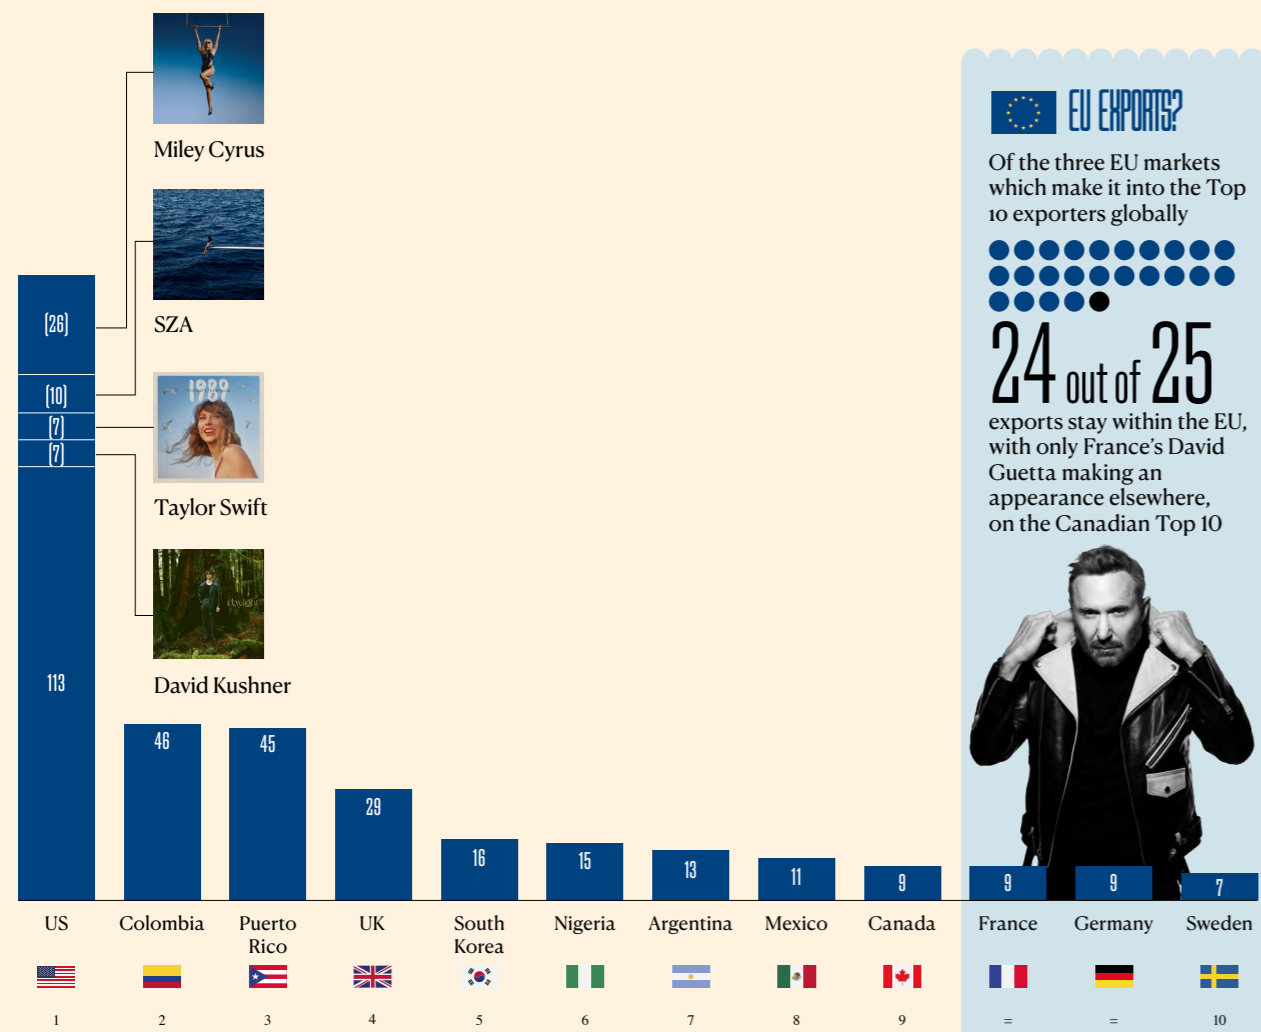 Miley Cyrus
SZA
1989
Taylor Swift
daylight
David Kushner
(26)
(10)
(7)
(7)
113
46
45
29
16
15
13
11
9
9
9
7
US
Colombia
Puerto
Rico
UK
South
Korea
Nigeria
Argentina
Mexico
Canada
France
Germany
Sweden
1
2
3
4
5
6
7
8
9
=
=
10
EU EXPORTS?
Of the three EU markets
which make it into the Top
10 exporters globally
24 out of 25
exports stay within the EU,
with only France's David
Guetta making an
appearance elsewhere,
on the Canadian Top 10